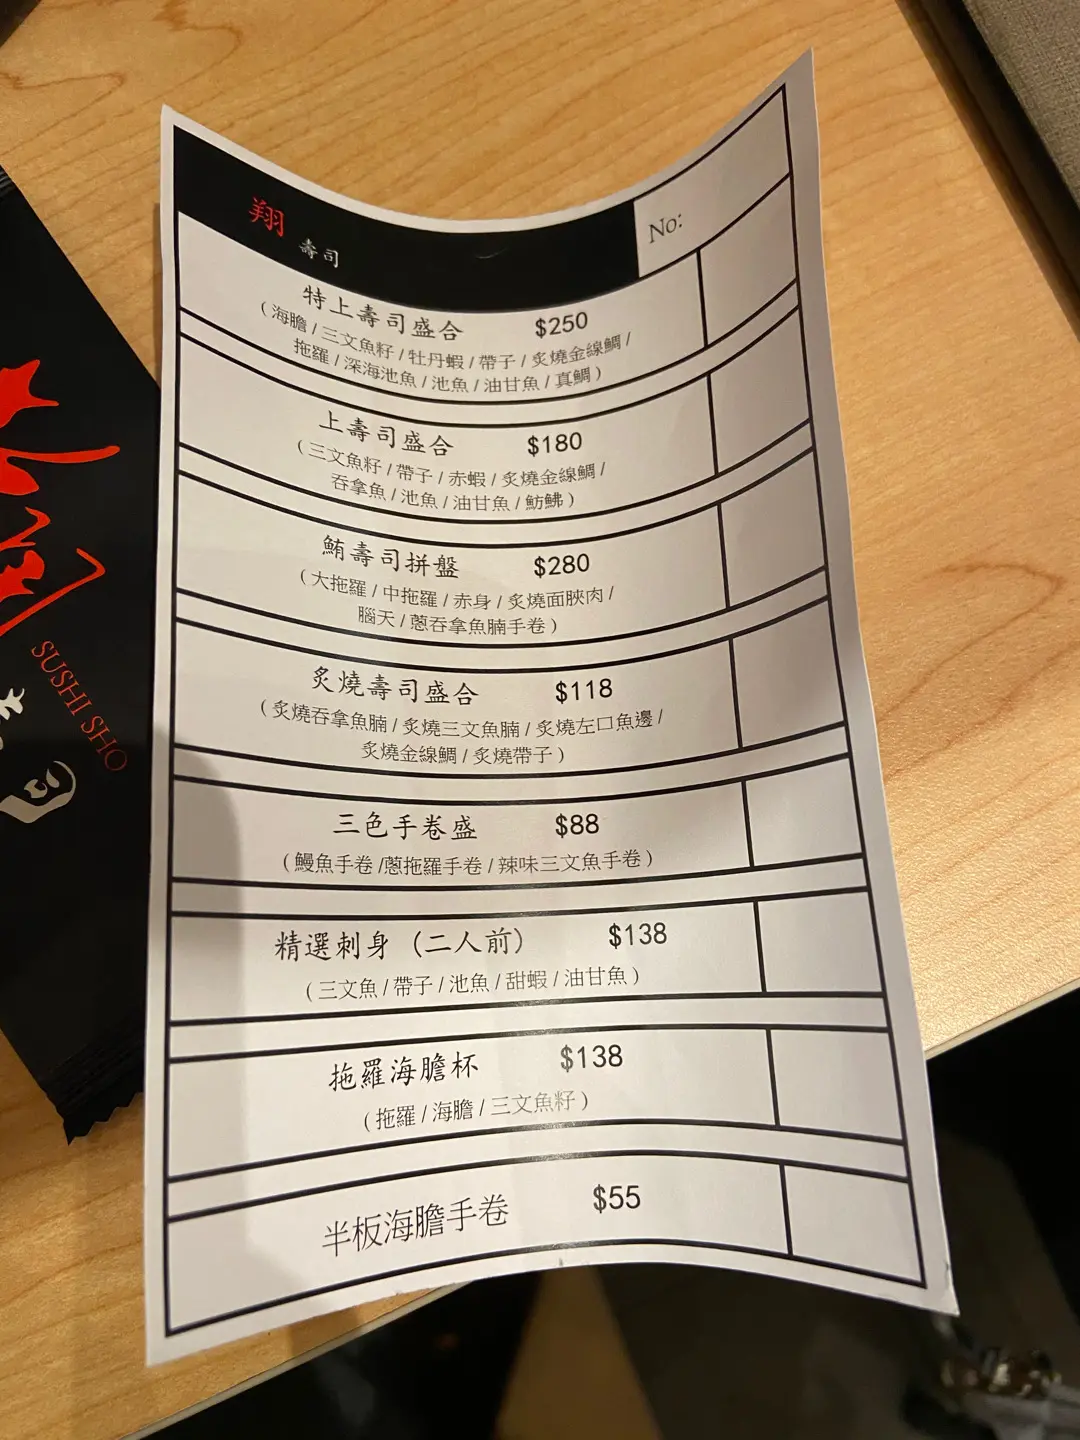 翔
壽司
No:
特上壽司盛合 $250
(海膽/三文魚籽/牡丹蝦/帶子/炙燒金線鯛/
拖羅/深海池魚/池魚/油甘魚/真鯛)
上壽司盛合 $180
(三文魚籽/帶子/赤蝦/炙燒金線鯛/
吞拿魚/池魚/油甘魚/魴鮄)
鮪壽司拼盤 $280
(大拖羅/中拖羅/赤身/炙燒面脥肉/
腦天/蔥吞拿魚腩手卷)
炙燒壽司盛合 $118
(炙燒吞拿魚腩/炙燒三文魚腩/炙燒左口魚邊/
炙燒金線鯛/炙燒帶子)
三色手卷盛 $88
(鰻魚手卷/蔥拖羅手卷/辣味三文魚手卷)
精選刺身 (二人前) $138
(三文魚/帶子/池魚/甜蝦/油甘魚)
拖羅海膽杯 $138
(拖羅/海膽/三文魚籽)
半板海膽手卷 $55
SUSHI SHO
司